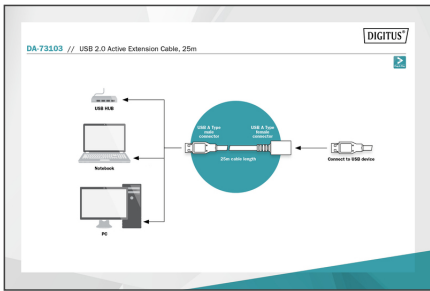 DIGITUS®
DA-73103 // USB 2.0 Active Extension Cable, 25m
USB HUB
USB A Type
male
connector
USB A Type
female
connector
25m cable length
Connect to USB device
Notebook
PC